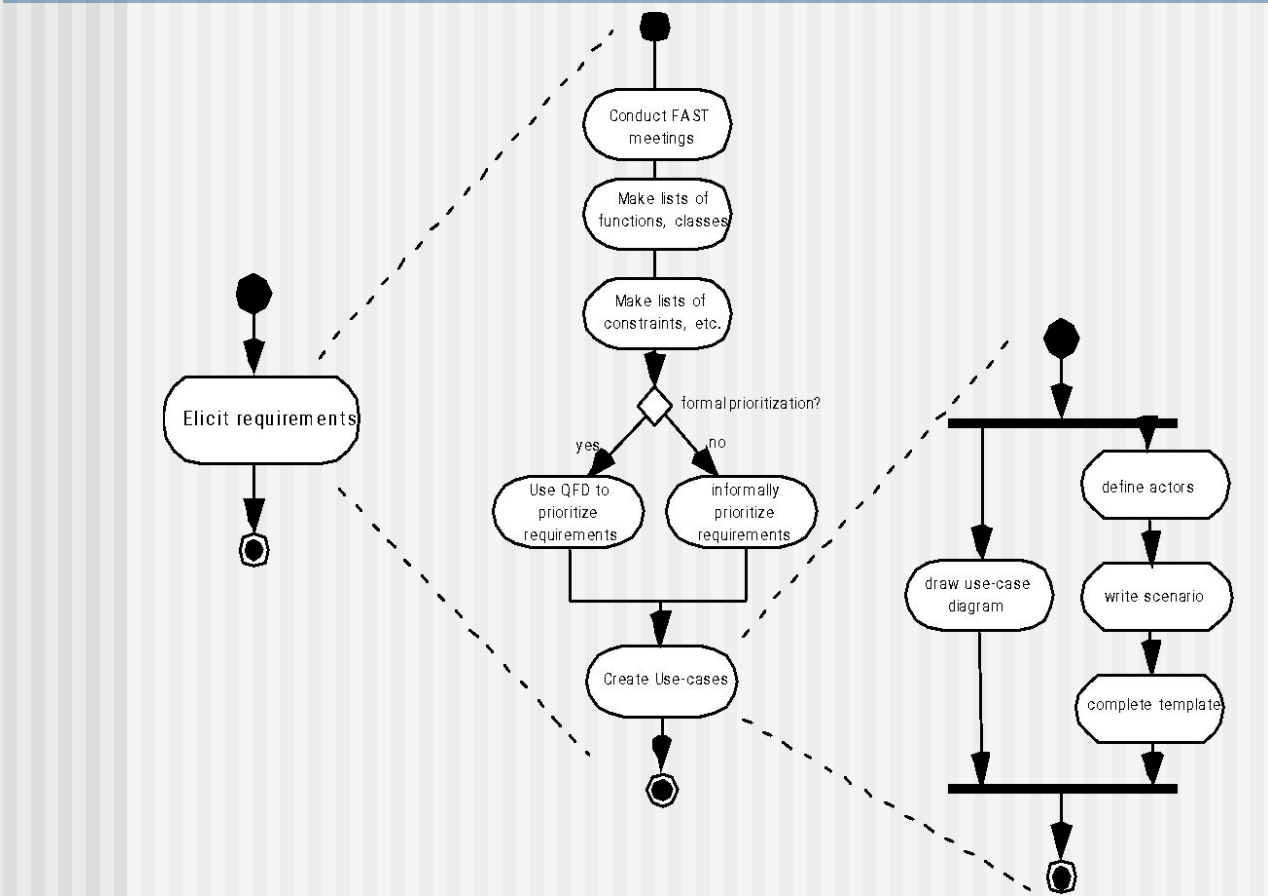 Elicit requirements
Conduct FAST
meetings
Make lists of
functions, classes
Make lists of
constraints, etc.
formal prioritization?
yes
no
Use QFD to
prioritize
requirements
informally
prioritize
requirements
Create Use-cases
draw use-case
diagram
define actors
write scenario
complete template